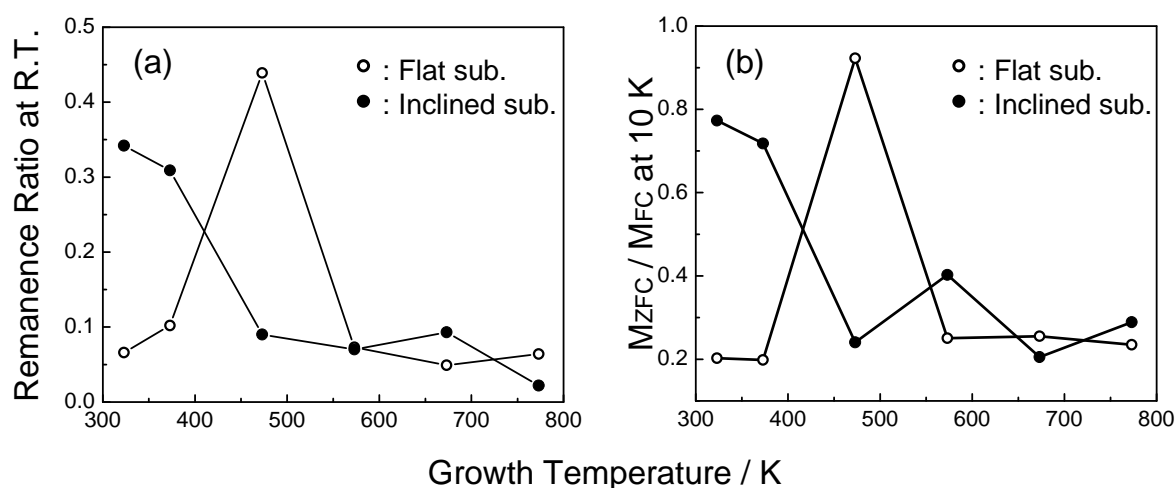 (a)
○ : Flat sub.
● : Inclined sub.
Remanence Ratio at R.T.
0.5
0.4
0.3
0.2
0.1
0.0
300 400 500 600 700 800
(b)
○ : Flat sub.
● : Inclined sub.
MZFC / MFC at 10 K
1.0
0.8
0.6
0.4
0.2
300 400 500 600 700 800
Growth Temperature / K